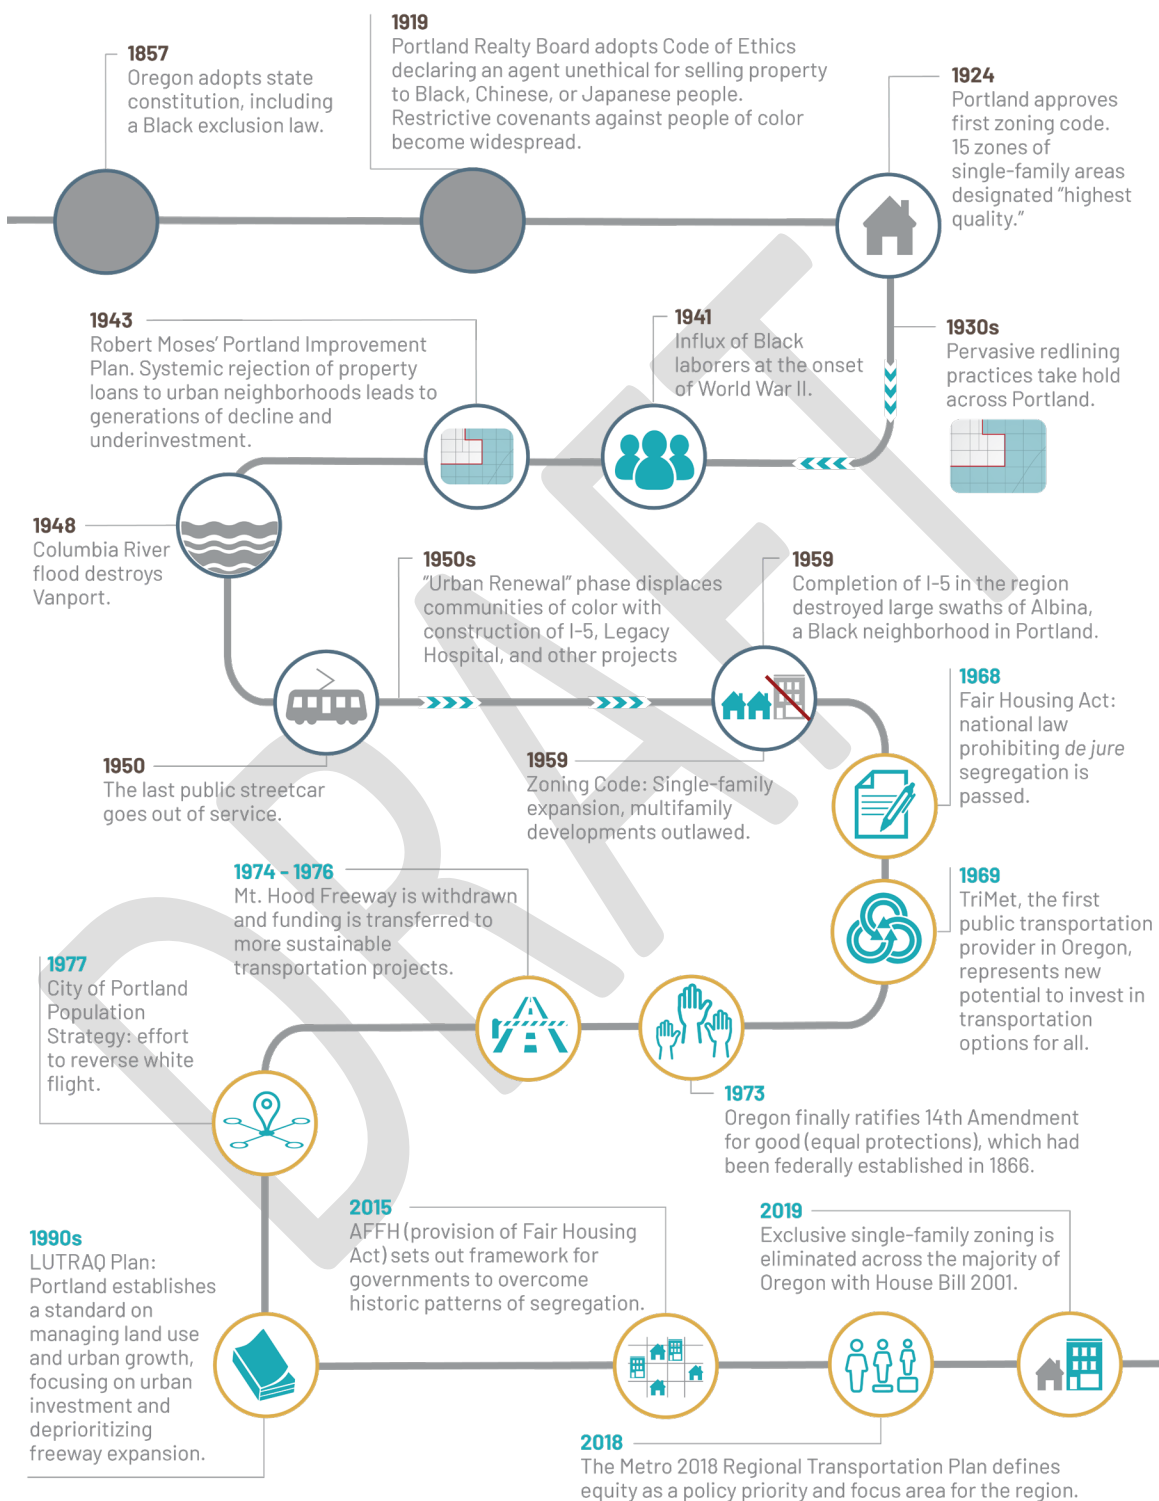 1857
Oregon adopts state
constitution, including
a Black exclusion law.
1919
Portland Realty Board adopts Code of Ethics
declaring an agent unethical for selling property
to Black, Chinese, or Japanese people.
Restrictive covenants against people of color
become widespread.
1924
Portland approves
first zoning code.
15 zones of
single-family areas
designated “highest
quality.”
1930s
Pervasive redlining
practices take hold
across Portland.
1941
Influx of Black
laborers at the onset
of World War II.
1943
Robert Moses’ Portland Improvement
Plan. Systemic rejection of property
loans to urban neighborhoods leads to
generations of decline and
underinvestment.
1948
Columbia River
flood destroys
Vanport.
1950
The last public streetcar
goes out of service.
1950s
“Urban Renewal” phase displaces
communities of color with
construction of I-5, Legacy
Hospital, and other projects
1959
Completion of I-5 in the region
destroyed large swaths of Albina,
a Black neighborhood in Portland.
1959
Zoning Code: Single-family
expansion, multifamily
developments outlawed.
1968
Fair Housing Act:
national law
prohibiting de jure
segregation is
passed.
1969
TriMet, the first
public transportation
provider in Oregon,
represents new
potential to invest in
transportation
options for all.
1973
Oregon finally ratifies 14th Amendment
for good (equal protections), which had
been federally established in 1866.
1974 - 1976
Mt. Hood Freeway is withdrawn
and funding is transferred to
more sustainable
transportation projects.
1977
City of Portland
Population
Strategy: effort
to reverse white
flight.
1990s
LUTRAQ Plan:
Portland establishes
a standard on
managing land use
and urban growth,
focusing on urban
investment and
deprioritizing
freeway expansion.
2015
AFFH (provision of Fair Housing
Act) sets out framework for
governments to overcome
historic patterns of segregation.
2018
The Metro 2018 Regional Transportation Plan defines
equity as a policy priority and focus area for the region.
2019
Exclusive single-family zoning is
eliminated across the majority of
Oregon with House Bill 2001.
DRAFT